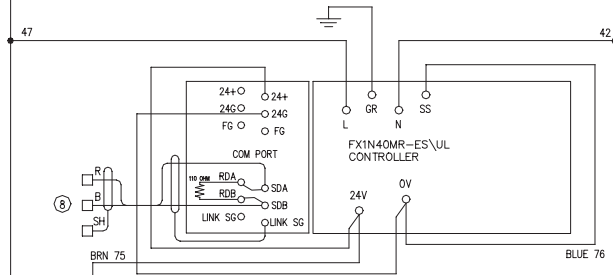 47
42
24+
24+
24G
24G
FG
FG
COM PORT
110 OHM
RDA
SDA
RDB
SDB
LINK SG
LINK SG
L
GR
N
SS
FX1N40MR-ES\UL
CONTROLLER
24V
0V
R
8
B
SH
BRN 75
BLUE 76